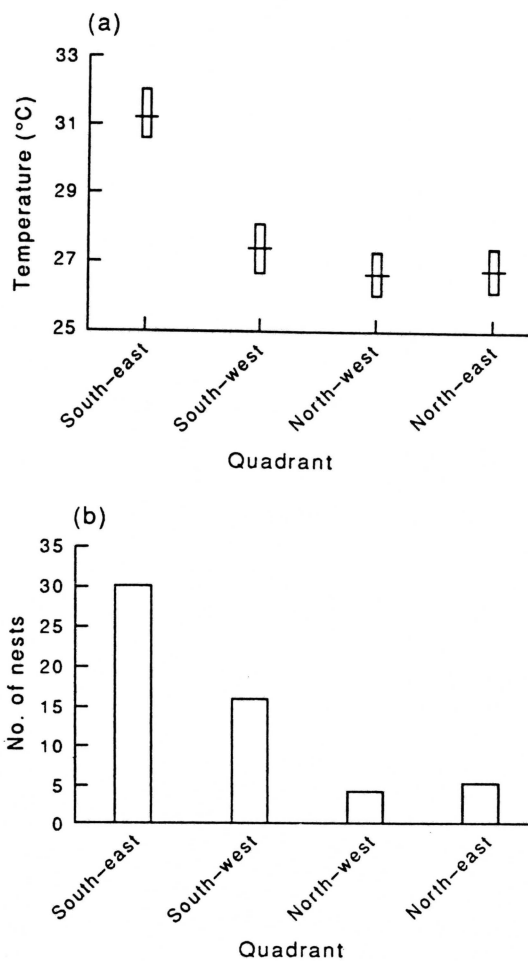 (a)
Temperature (°C)
33
31
29
27
25
South-east
South-west
North-west
North-east
Quadrant
(b)
No. of nests
35
30
25
20
15
10
5
0
South-east
South-west
North-west
North-east
Quadrant